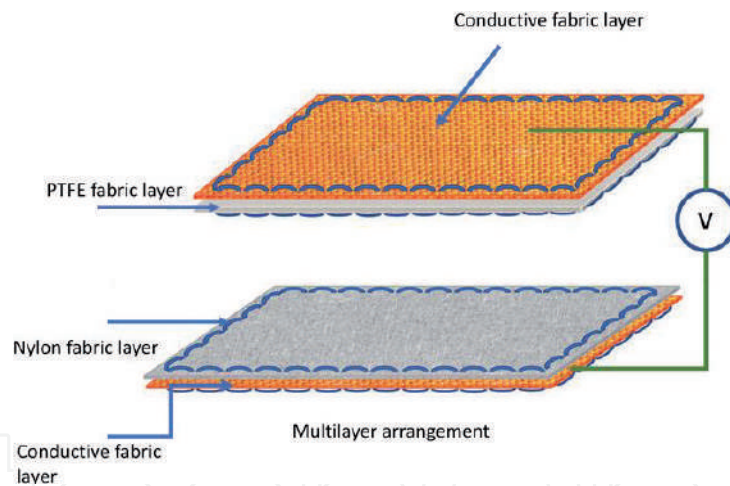 Conductive fabric layer
PTFE fabric layer
V
Nylon fabric layer
Multilayer arrangement
Conductive fabric
layer